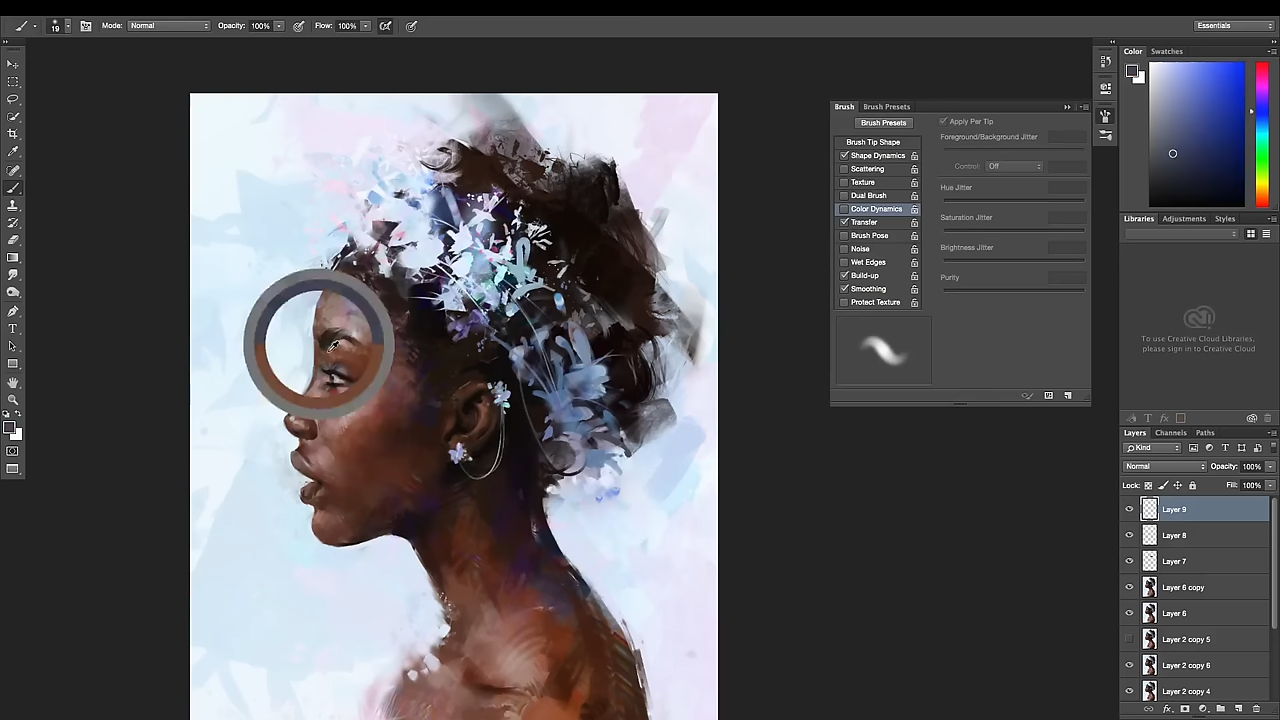 19
Mode: Normal
Opacity: 100%
Flow: 100%
Essentials
Brush
Brush Presets
Brush Presets
Brush Tip Shape
Shape Dynamics
Scattering
Texture
Dual Brush
Color Dynamics
Transfer
Brush Pose
Noise
Wet Edges
Build-up
Smoothing
Protect Texture
Apply Per Tip
Foreground/Background Jitter
Control: Off
Hue Jitter
Saturation Jitter
Brightness Jitter
Purity
Color
Swatches
Libraries
Adjustments
Styles
To use Creative Cloud Libraries,
please sign in to Creative Cloud
Layers
Channels
Paths
Kind
Normal
Opacity: 100%
Lock:
Fill: 100%
Layer 9
Layer 8
Layer 7
Layer 6 copy
Layer 6
Layer 2 copy 5
Layer 2 copy 6
Layer 2 copy 4
fx